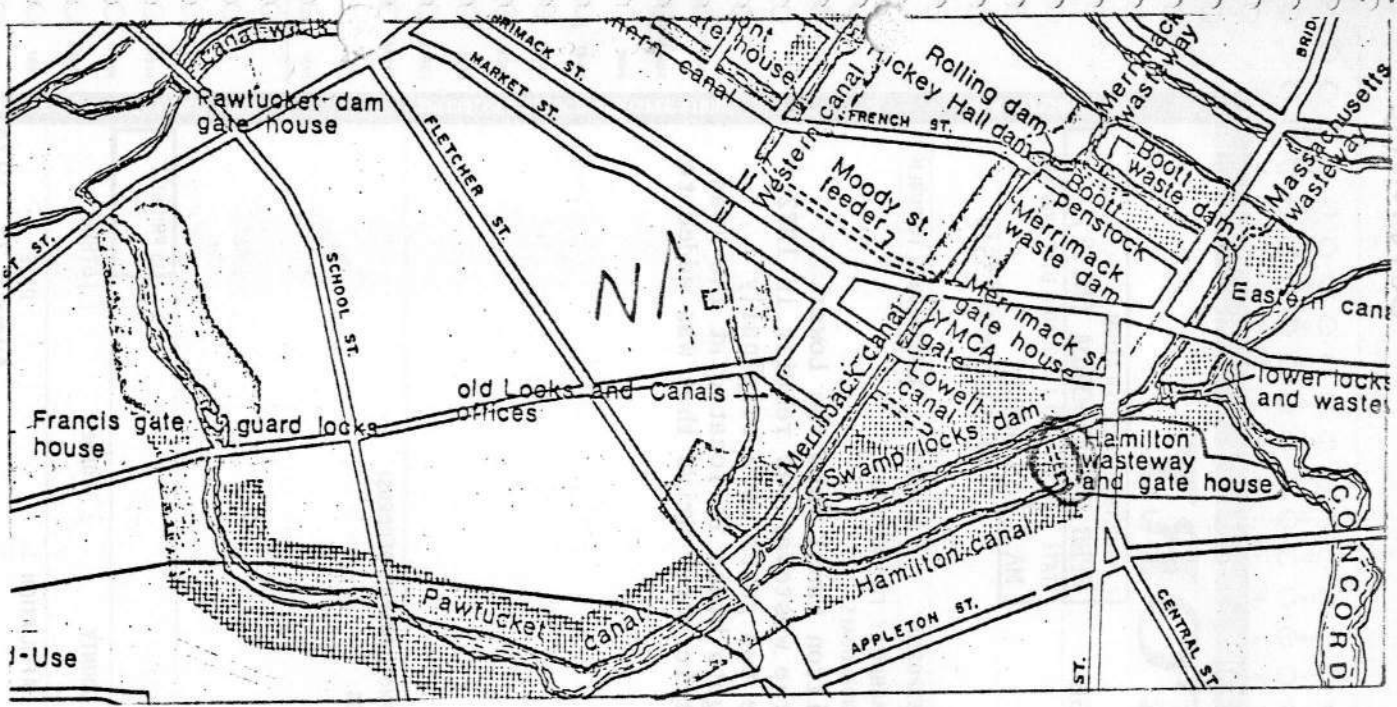 canal walk
Pawtucket dam
gate house
MARKET ST.
FLETCHER ST.
SCHOOL ST.
ST.
canal
gate house
Western canal
FRENCH ST.
Rolling dam
Hall dam
Merrimack
wasteway
Massachusetts
wasteway
Boott
waste dam
Boott
penstock
Moody st.
feeder
Merrimack
waste dam
N
E
Merrimack st
gate house
YMCA
gate
Lowell
canal
Merrimack Canal
Swamp locks dam
Eastern
lower locks
old Locks and Canals
offices
Francis gate
house
guard locks
Hamilton
wasteway
and gate house
Hamilton canal
Pawtucket canal
APPLETON ST.
CENTRAL ST
ST.
CONCORD
d-Use